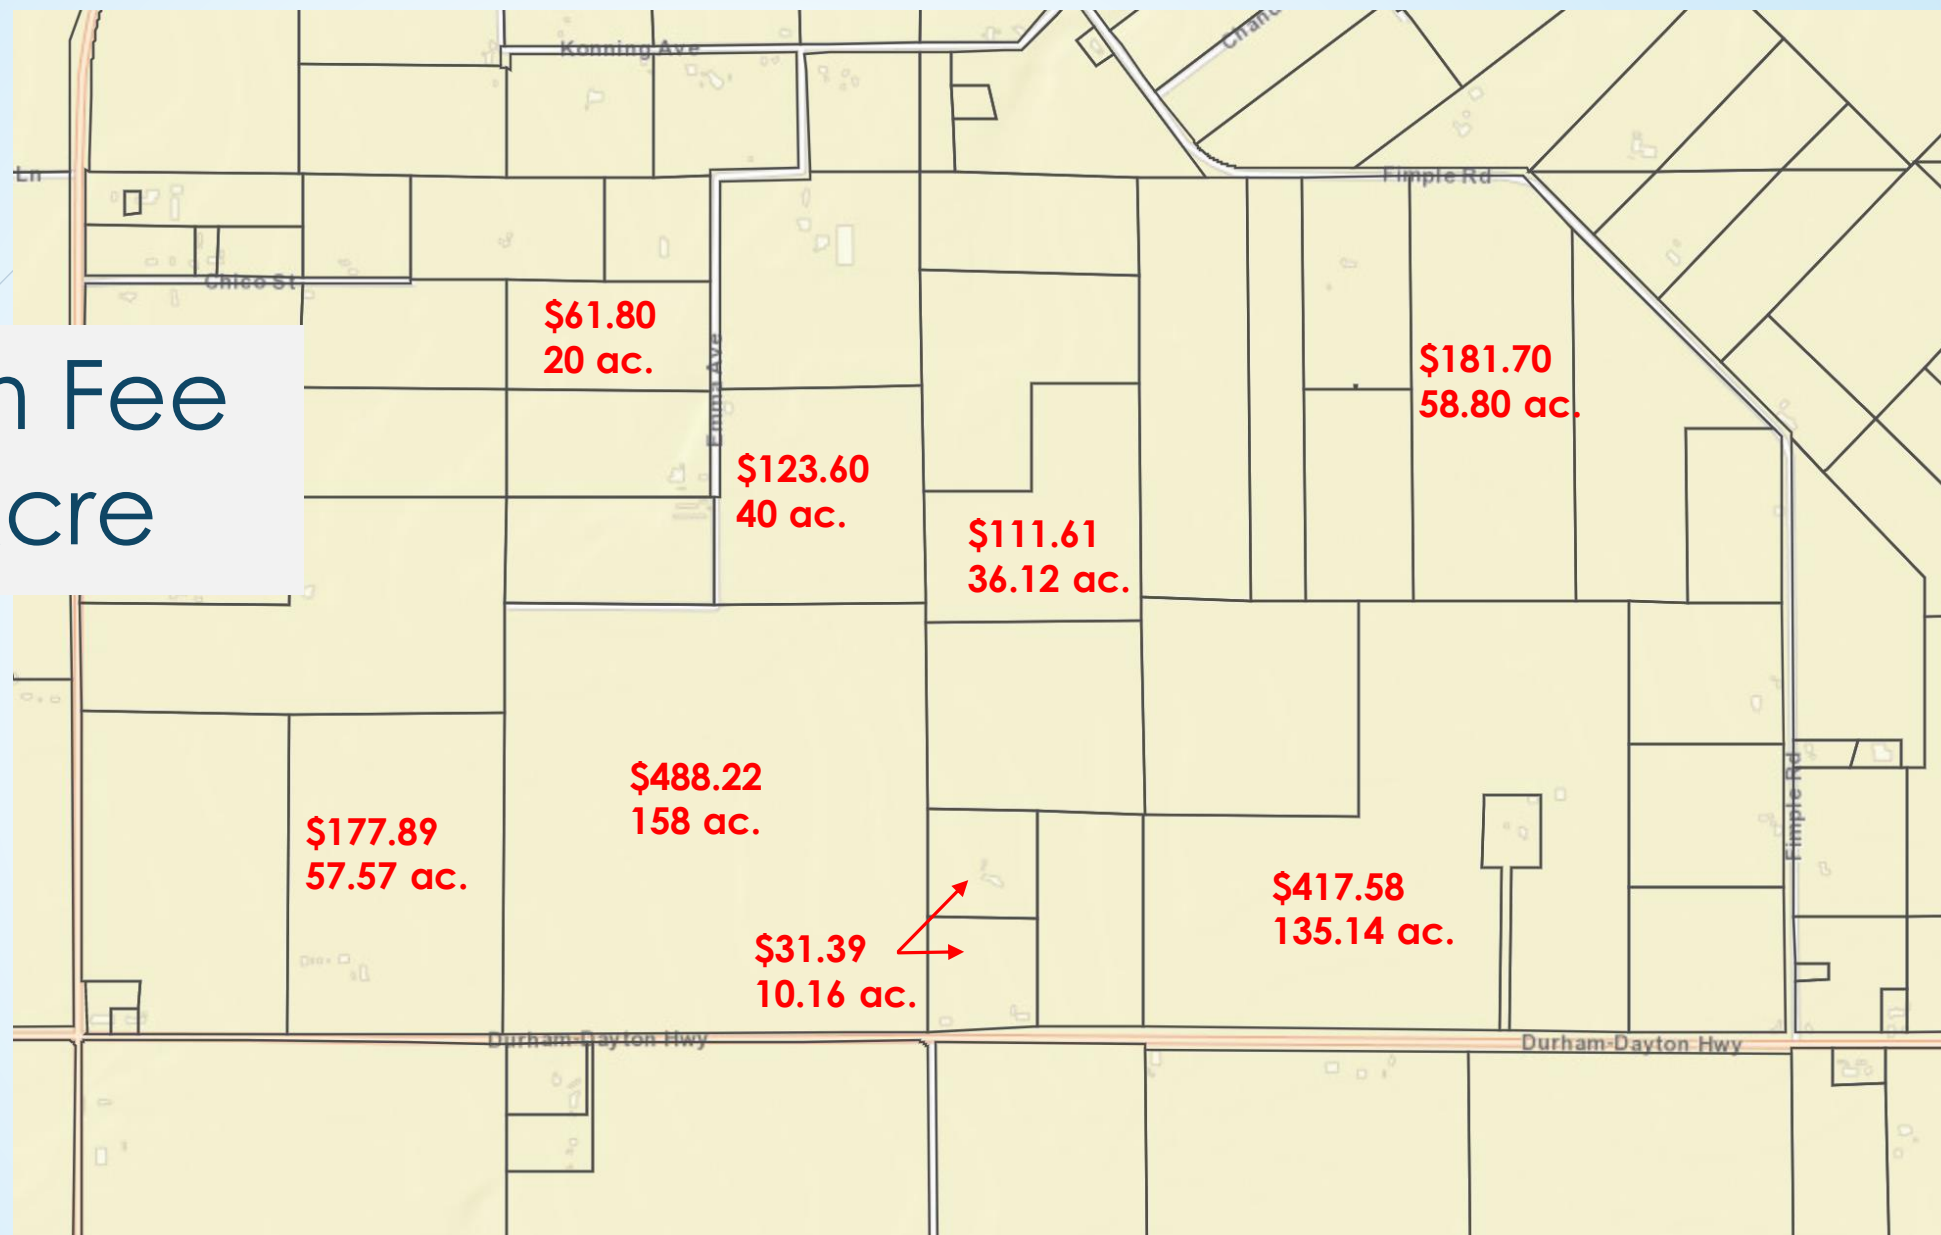 Konning Ave
Chanc
Ln
Fimple Rd
Chico St
$61.80
20 ac.
Emma Ave
n Fee
cre
$181.70
58.80 ac.
$123.60
40 ac.
$111.61
36.12 ac.
$488.22
158 ac.
$177.89
57.57 ac.
Fimple Rd
$417.58
135.14 ac.
$31.39
10.16 ac.
Durham-Dayton Hwy
Durham-Dayton Hwy